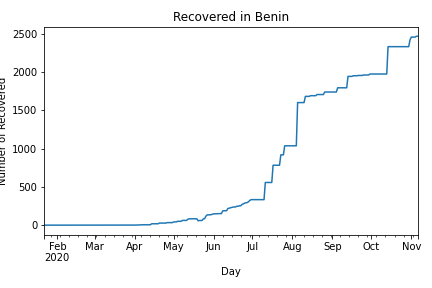 Recovered in Benin
Number of Recovered
2500
2000
1500
1000
500
0
Feb Mar Apr May Jun Jul Aug Sep Oct Nov
2020
Day